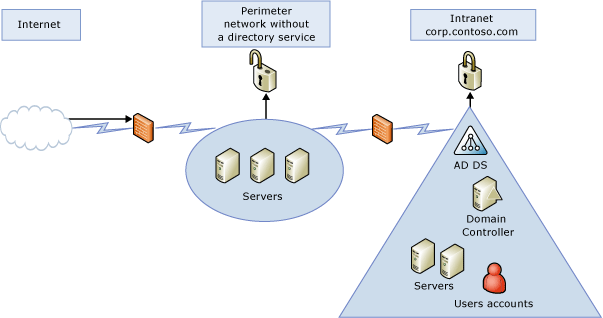 Internet
Perimeter
network without
a directory service
Intranet
corp.contoso.com
Servers
AD DS
Domain
Controller
Servers
Users accounts